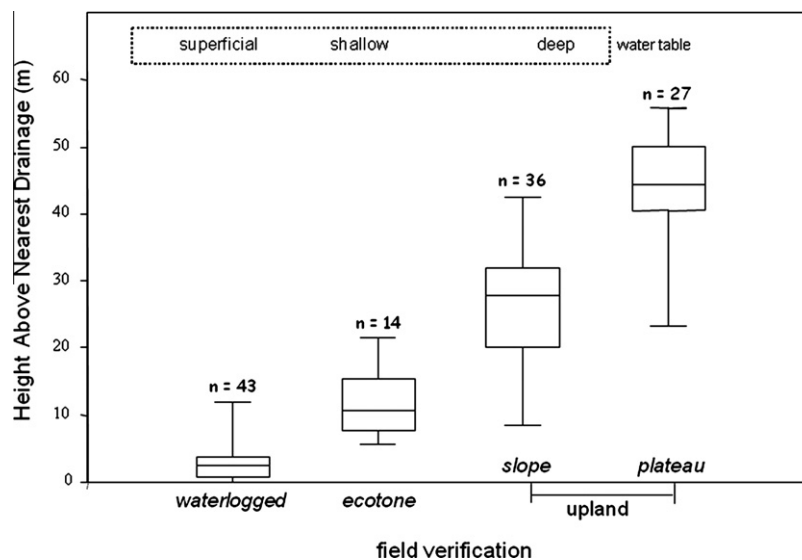 superficial shallow deep water table
Height Above Nearest Drainage (m)
60
50
40
30
20
10
0
n = 43
n = 14
n = 36
n = 27
waterlogged ecotone slope plateau
upland
field verification